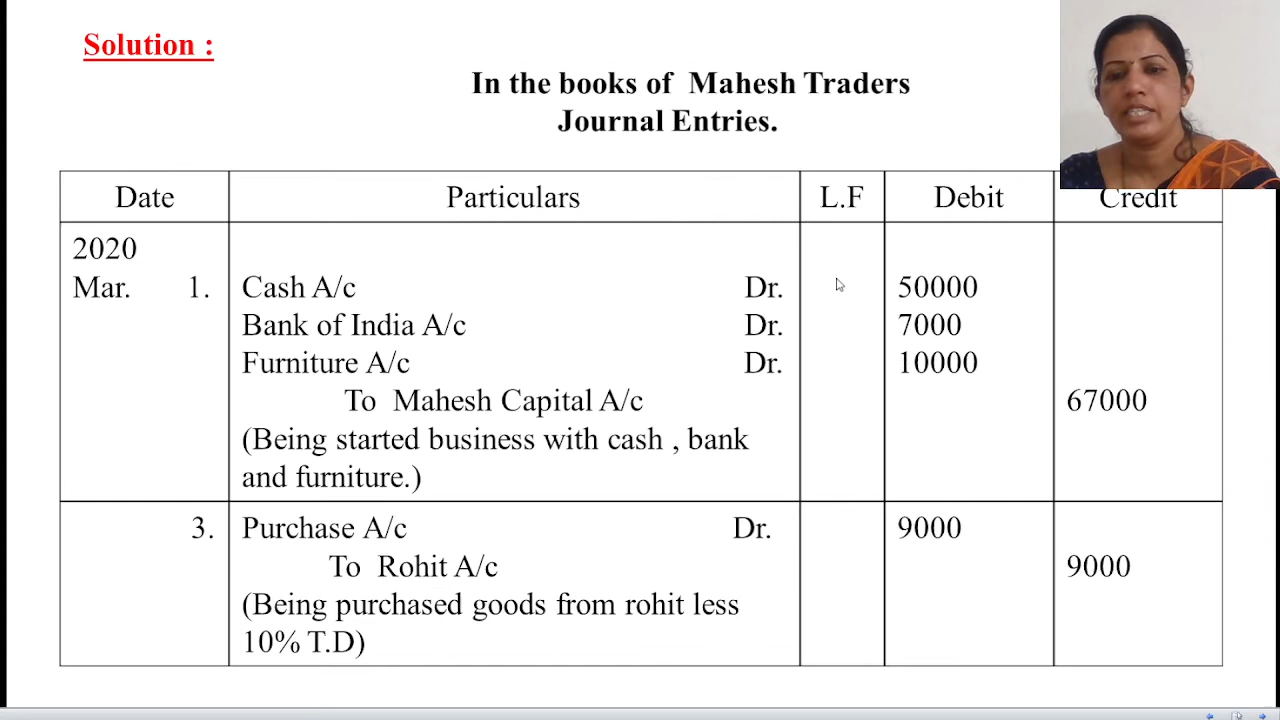 Solution :
In the books of Mahesh Traders
Journal Entries.
Date Particulars L.F Debit Credit
2020
Mar. 1. Cash A/c Dr. 50000
Bank of India A/c Dr. 7000
Furniture A/c Dr. 10000
To Mahesh Capital A/c 67000
(Being started business with cash , bank
and furniture.)
3. Purchase A/c Dr. 9000
To Rohit A/c 9000
(Being purchased goods from rohit less
10% T.D)